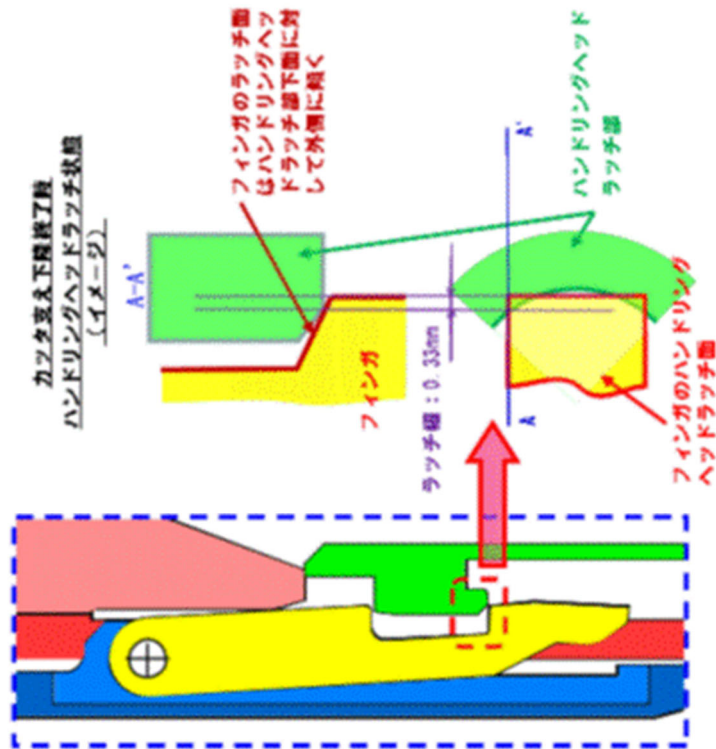 カッタ支え下降終了段
ハンドリングヘッドラッチ状態
（イメージ）
A-A'
フィンガのラッチ面
はハンドリングヘッ
ドラッチ部下面に対
して外側に傾く
フィンガ
ラッチ幅：0.33mm
A
A'
ハンドリングヘッド
ラッチ部
フィンガのハンドリング
ヘッドラッチ面